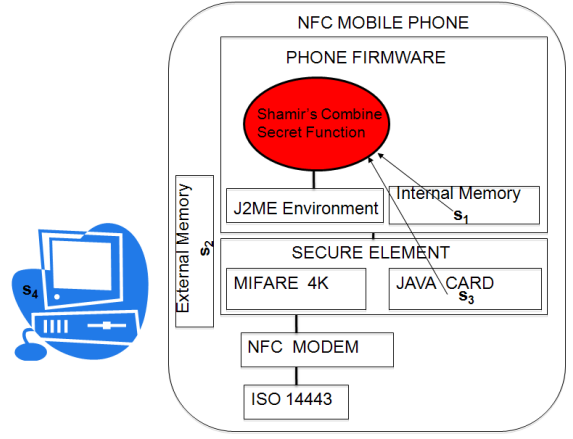 NFC MOBILE PHONE
PHONE FIRMWARE
Shamir's Combine
Secret Function
J2ME Environment
Internal Memory
s1
External Memory
s2
SECURE ELEMENT
MIFARE 4K
JAVA CARD
s3
s4
NFC MODEM
ISO 14443